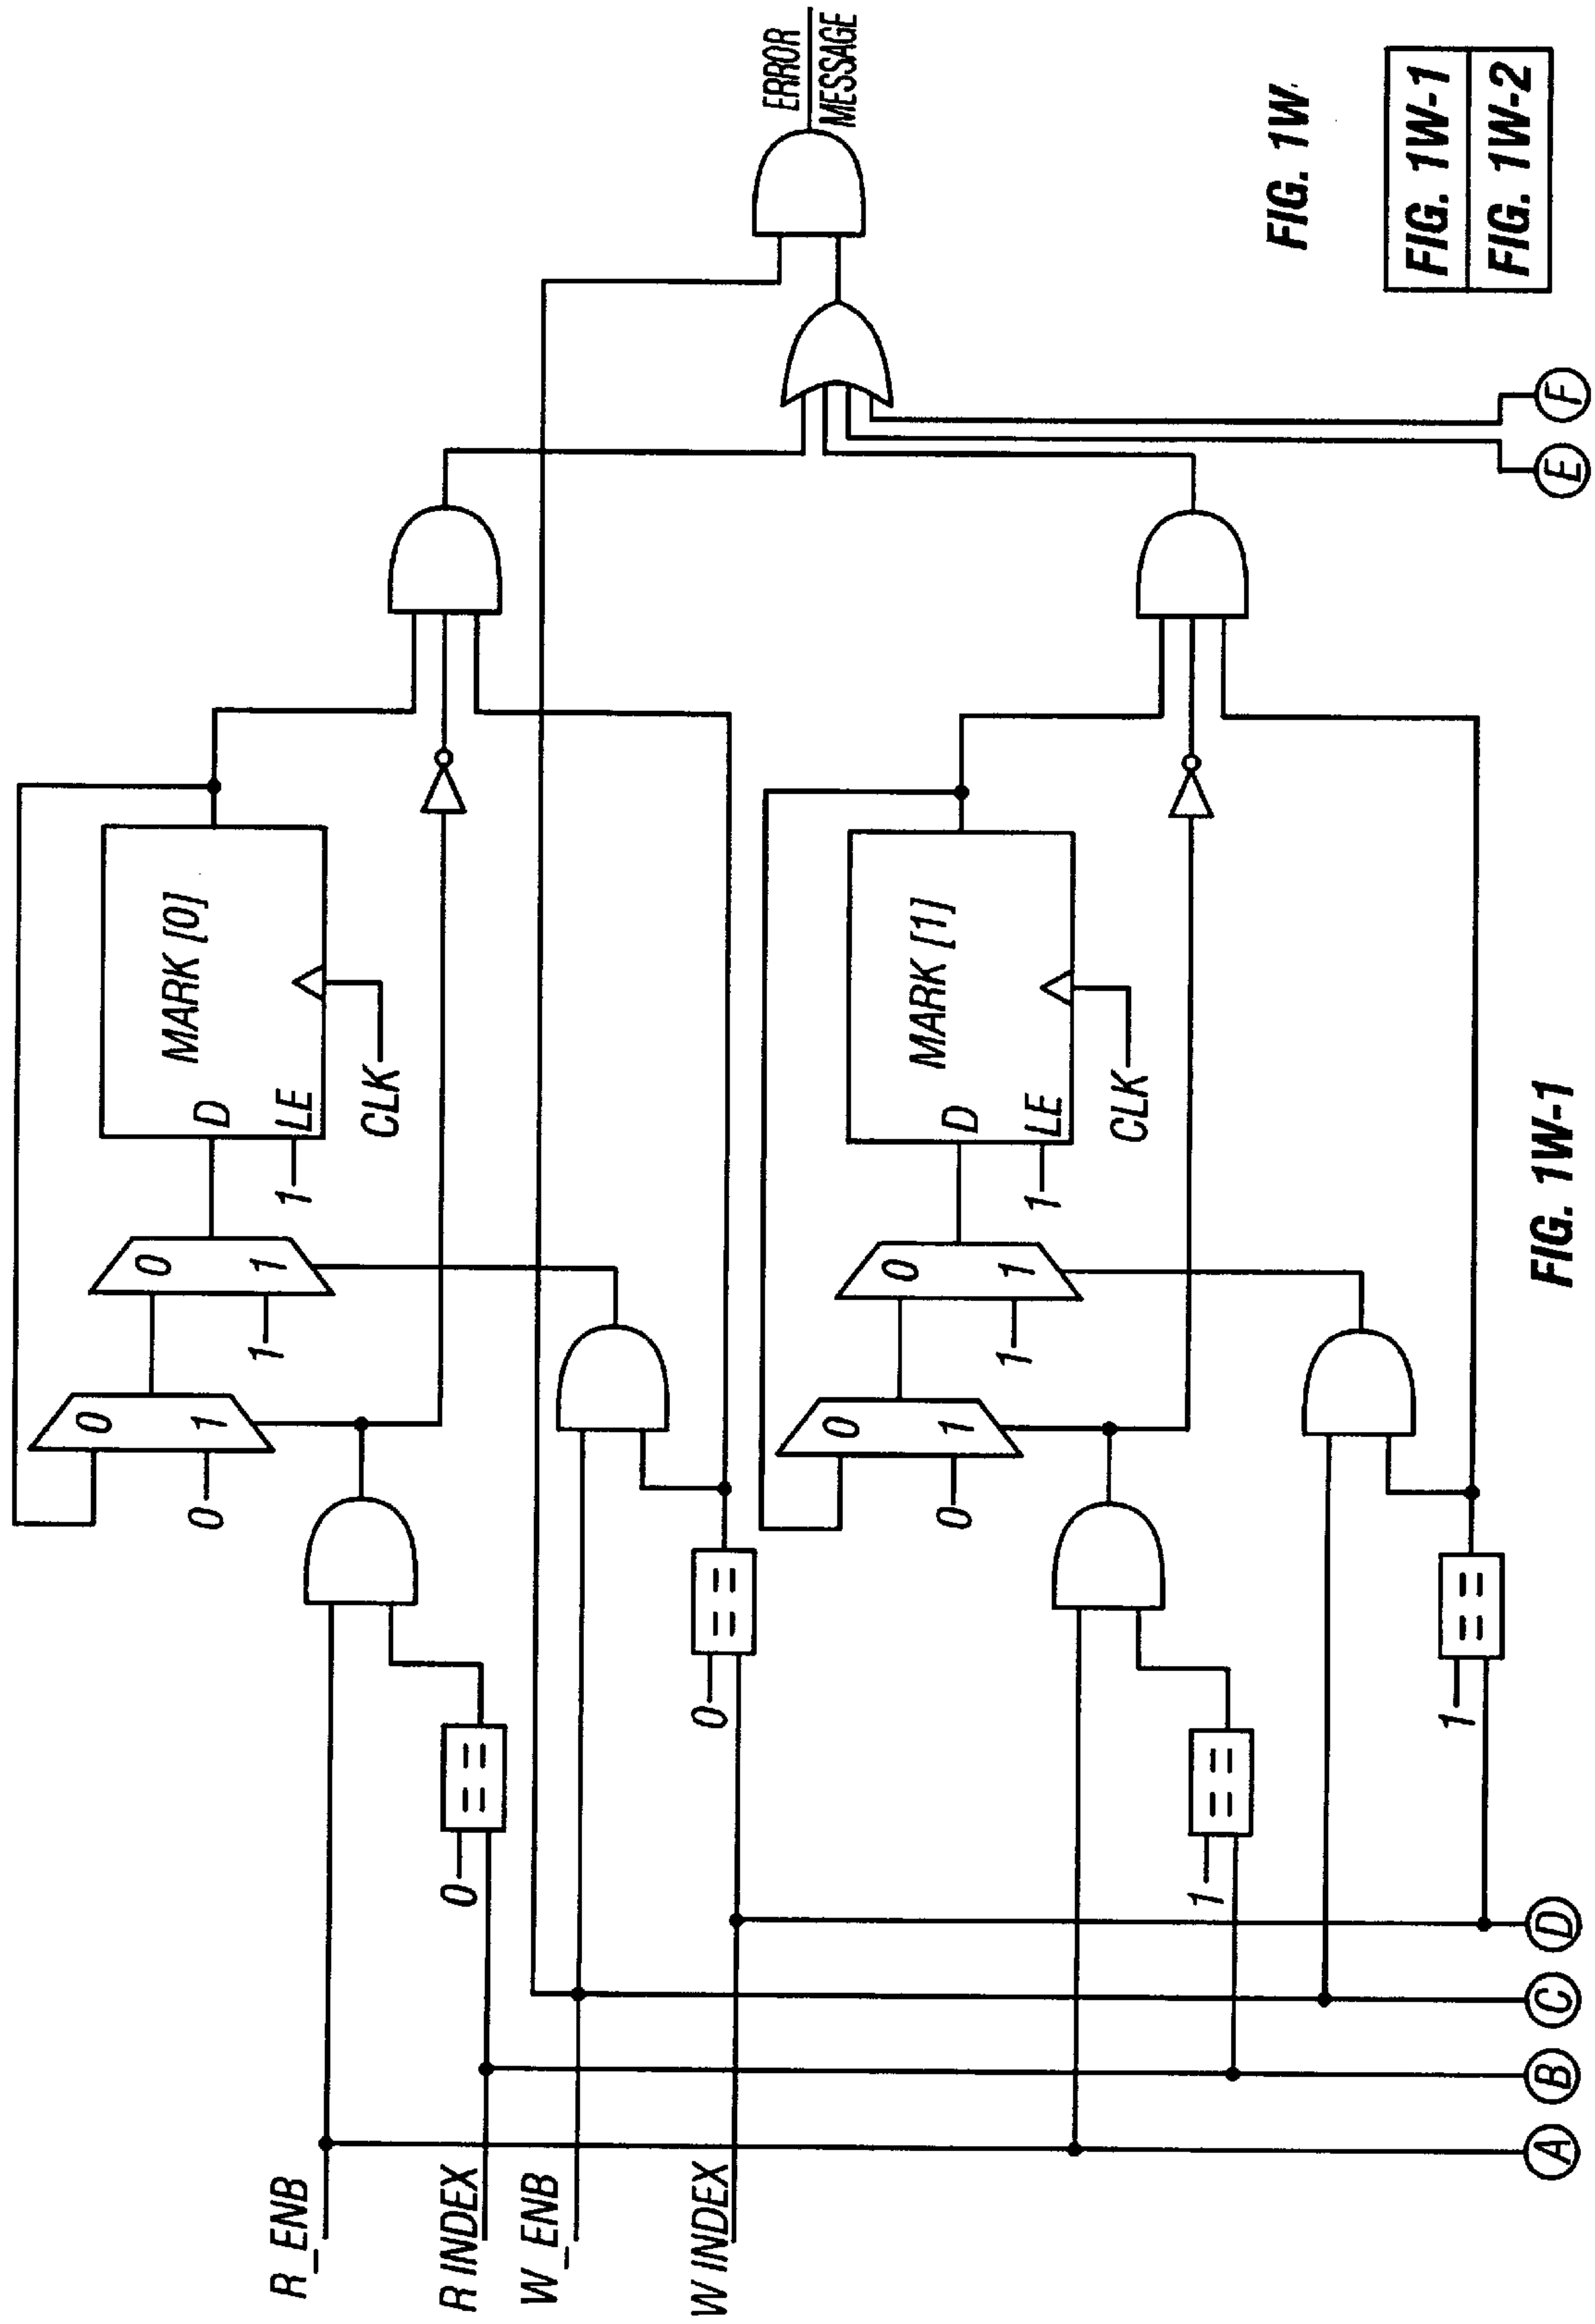 R_ENB
R INDEX
W_ENB
W INDEX
0
1
0
0
1
1
D
LE
1
MARK [0]
CLK
0
0
0
1
0
0
1
1
D
LE
1
MARK [1]
CLK
1
1
ERROR
MESSAGE
A
B
C
D
E
F
FIG. 1W-1
FIG. 1W
FIG. 1W-1
FIG. 1W-2